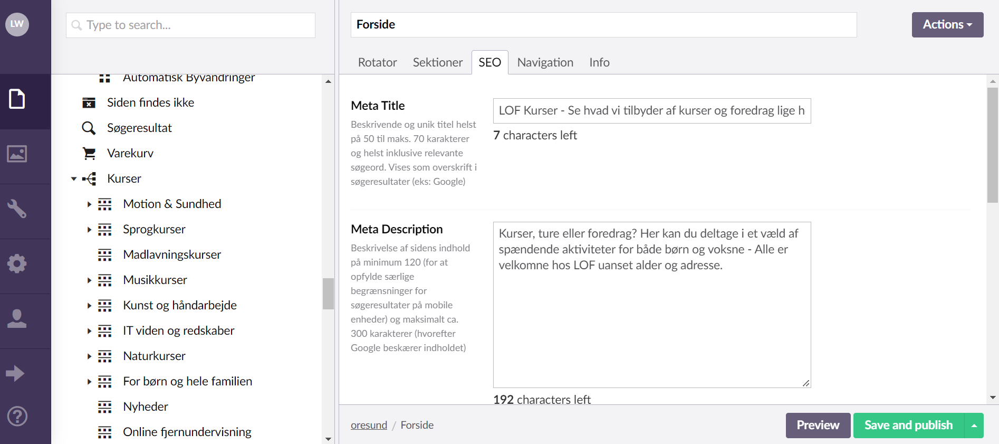 LW
Type to search...
Automatisk Byvandringer
Siden findes ikke
Søgeresultat
Varekurv
Kurser
Motion & Sundhed
Sprogkurser
Madlavningskurser
Musikkurser
Kunst og håndarbejde
IT viden og redskaber
Naturkurser
For børn og hele familien
Nyheder
Online fjernundervisning
Forside
Actions
Rotator Sektioner SEO Navigation Info
Meta Title
Beskrivende og unik titel helst
på 50 til maks. 70 karakterer
og helst inklusive relevante
søgeord. Vises som overskrift i
søgeresultater (eks: Google)
LOF Kurser - Se hvad vi tilbyder af kurser og foredrag lige h
7 characters left
Meta Description
Beskrivelse af sidens indhold
på minimum 120 (for at
opfylde særlige
begrænsninger for
søgeresultater på mobile
enheder) og maksimalt ca.
300 karakterer (hvorefter
Google beskærer indholdet)
Kurser, ture eller foredrag? Her kan du deltage i et væld af
spændende aktiviteter for både børn og voksne - Alle er
velkomne hos LOF uanset alder og adresse.
192 characters left
oresund / Forside
Preview
Save and publish